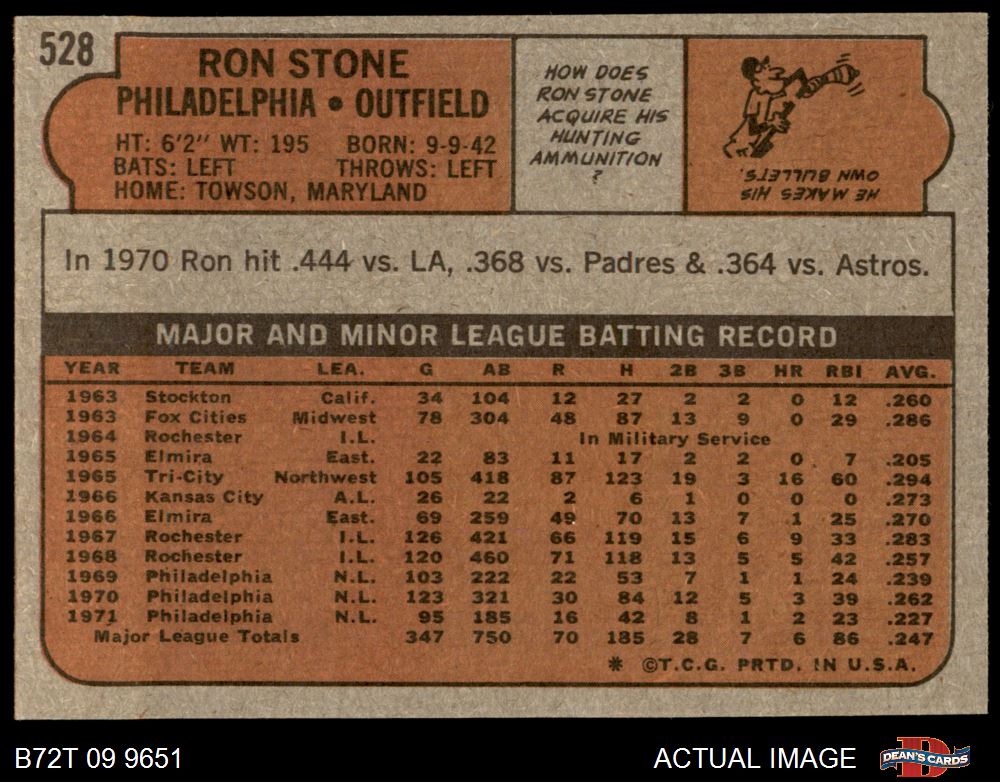 528
RON STONE
PHILADELPHIA • OUTFIELD
HT: 6'2" WT: 195 BORN: 9-9-42
BATS: LEFT THROWS: LEFT
HOME: TOWSON, MARYLAND
HOW DOES
RON STONE
ACQUIRE HIS
HUNTING
AMMUNITION
?
HE MAKES HIS
OWN BULLETS.
In 1970 Ron hit .444 vs. LA, .368 vs. Padres & .364 vs. Astros.
MAJOR AND MINOR LEAGUE BATTING RECORD
YEAR TEAM LEA. G AB R H 2B 3B HR RBI AVG.
1963 Stockton Calif. 34 104 12 27 2 2 0 12 .260
1963 Fox Cities Midwest 78 304 48 87 13 9 0 29 .286
1964 Rochester I.L. In Military Service
1965 Elmira East. 22 83 11 17 2 2 0 7 .205
1965 Tri-City Northwest 105 418 87 123 19 3 16 60 .294
1966 Kansas City A.L. 26 22 2 6 1 0 0 0 .273
1966 Elmira East. 69 259 49 70 13 7 1 25 .270
1967 Rochester I.L. 126 421 66 119 15 6 9 33 .283
1968 Rochester I.L. 120 460 71 118 13 5 5 42 .257
1969 Philadelphia N.L. 103 222 22 53 7 1 1 24 .239
1970 Philadelphia N.L. 123 321 30 84 12 5 3 39 .262
1971 Philadelphia N.L. 95 185 16 42 8 1 2 23 .227
Major League Totals 347 750 70 185 28 7 6 86 .247
* ©T.C.G. PRTD. IN U.S.A.
B72T 09 9651
ACTUAL IMAGE
DEAN'S CARDS